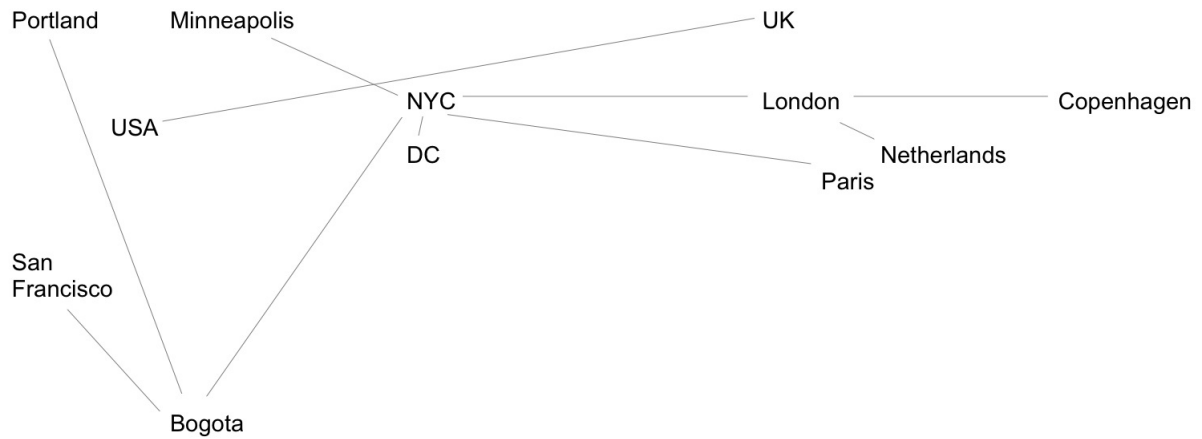 Portland
Minneapolis
UK
NYC
London
Copenhagen
USA
DC
Netherlands
Paris
San
Francisco
Bogota